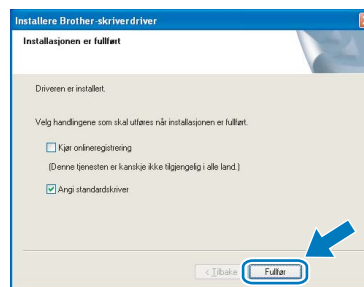 Installere Brother-skriverdriver
Installasjonen er fullført
Driveren er installert.
Velg handlingene som skal utføres når installasjonen er fullført.
Kjør onlineregistrering
(Denne tjenesten er kanskje ikke tilgjengelig i alle land.)
Angi standardskriver
< Tilbake
Fullfør